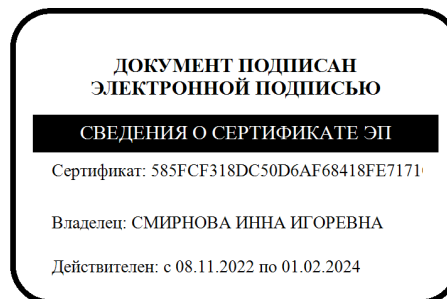 ДОКУМЕНТ ПОДПИСАН
ЭЛЕКТРОННОЙ ПОДПИСЬЮ
СВЕДЕНИЯ О СЕРТИФИКАТЕ ЭП
Сертификат: 585FCF318DC50D6AF68418FE7171
Владелец: СМИРНОВА ИННА ИГОРЕВНА
Действителен: с 08.11.2022 по 01.02.2024